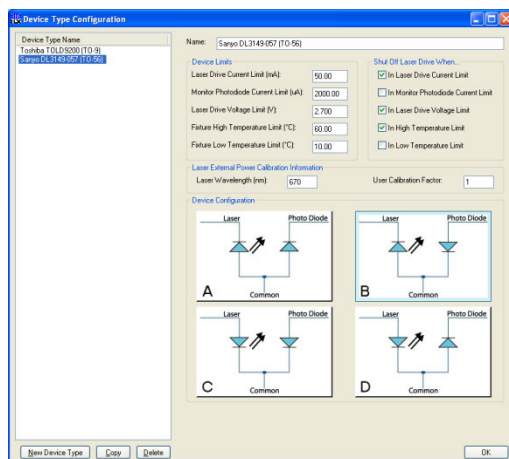 Device Type Configuration
Device Type Name
Toshiba TOLD9200 (TO-9)
Sanyo DL3149-057 (TO-56)
Name: Sanyo DL3149-057 (TO-56)
Device Limits
Laser Drive Current Limit (mA): 50.00
Monitor Photodiode Current Limit (uA): 2000.00
Laser Drive Voltage Limit (V): 2.700
Fixture High Temperature Limit (°C): 60.00
Fixture Low Temperature Limit (°C): 10.00
Shut Off Laser Drive When...
In Laser Drive Current Limit
In Monitor Photodiode Current Limit
In Laser Drive Voltage Limit
In High Temperature Limit
In Low Temperature Limit
Laser External Power Calibration Information
Laser Wavelength (nm): 670
User Calibration Factor: 1
Device Configuration
Laser Photo Diode
A Common
Laser Photo Diode
B Common
Laser Photo Diode
C Common
Laser Photo Diode
D Common
New Device Type Copy Delete
OK